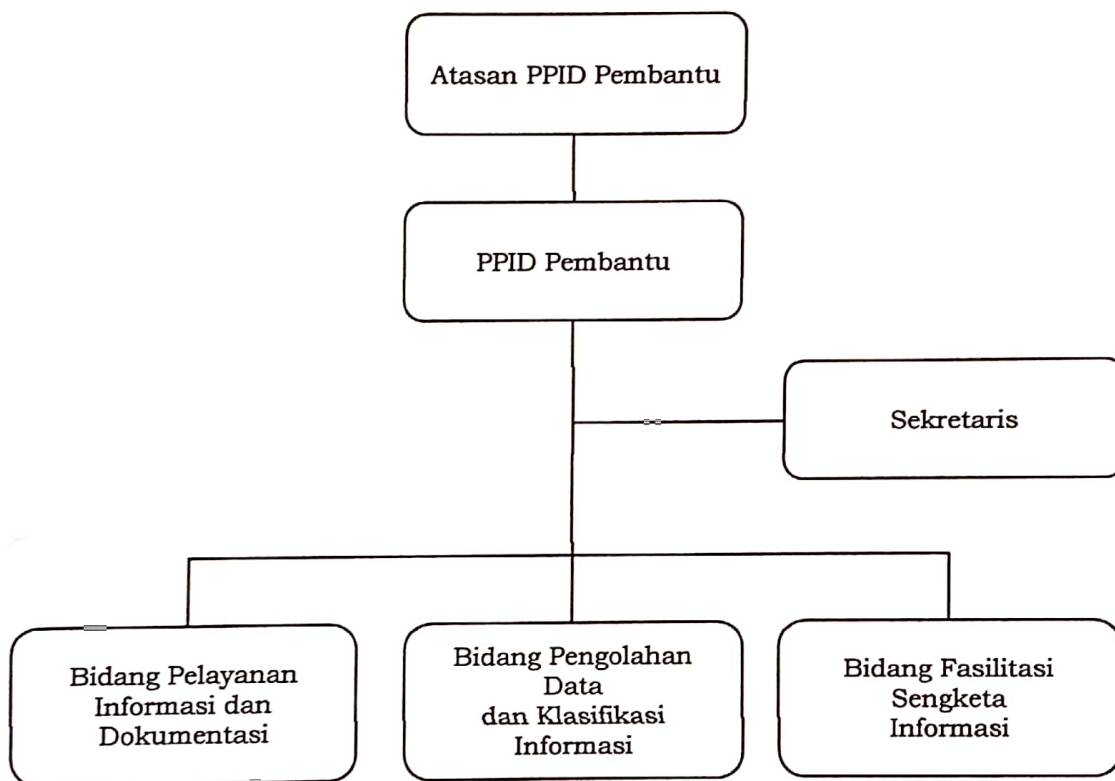 Atasan PPID Pembantu
PPID Pembantu
Sekretaris
Bidang Pelayanan
Informasi dan
Dokumentasi
Bidang Pengolahan
Data
dan Klasifikasi
Informasi
Bidang Fasilitasi
Sengketa
Informasi